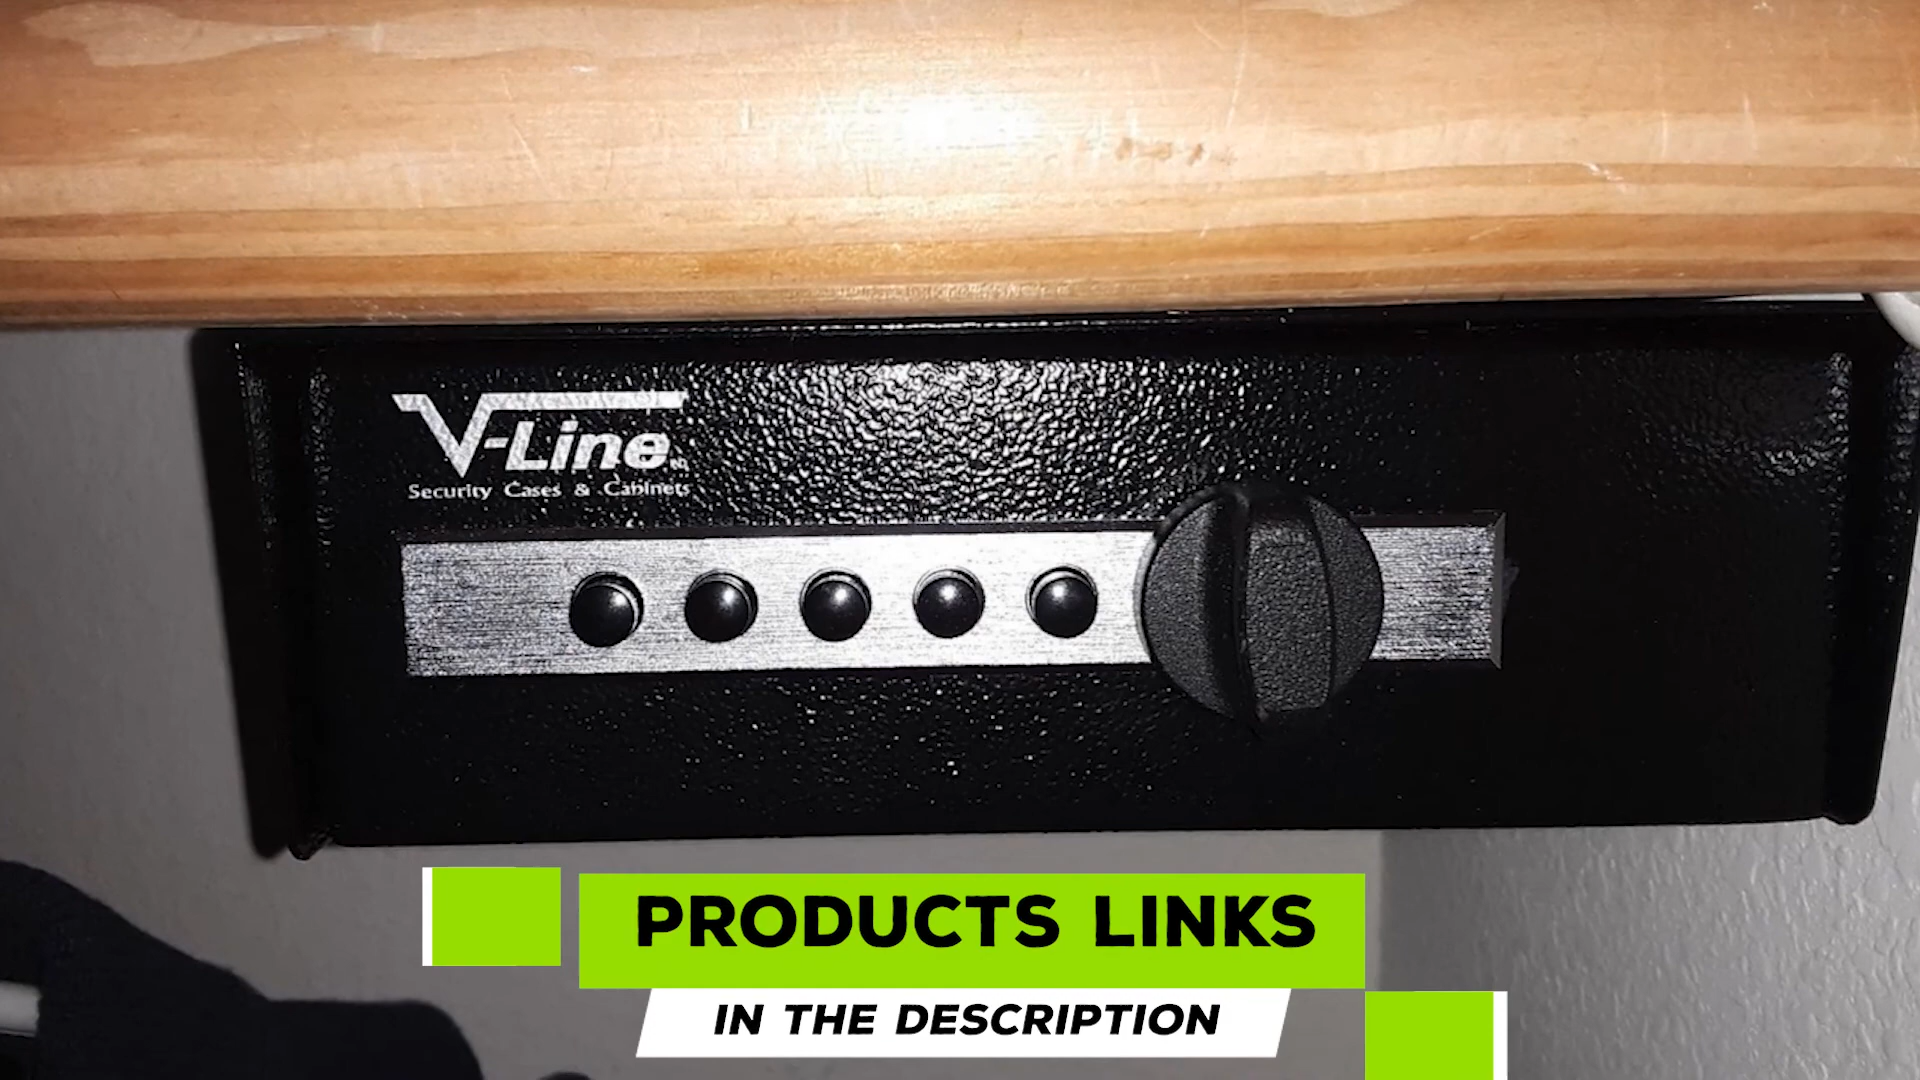 V-Line
Security Cases & Cabinets
PRODUCTS LINKS
IN THE DESCRIPTION